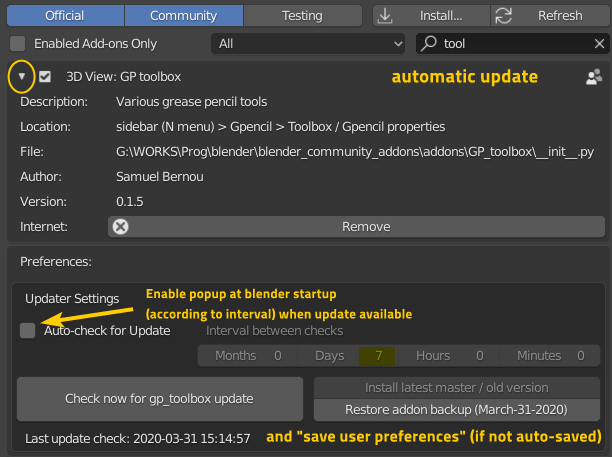 Official Community Testing Install... Refresh
Enabled Add-ons Only All tool
3D View: GP toolbox automatic update
Description: Various grease pencil tools
Location: sidebar (N menu) > Gpencil > Toolbox / Gpencil properties
File: G:\WORKS\Prog\blender\blender_community_addons\addons\GP_toolbox\__init__.py
Author: Samuel Bernou
Version: 0.1.5
Internet: Remove
Preferences:
Updater Settings
Enable popup at blender startup
(according to interval) when update available
Auto-check for Update Interval between checks
Months 0 Days 7 Hours 0 Minutes 0
Check now for gp_toolbox update
Install latest master / old version
Restore addon backup (March-31-2020)
Last update check: 2020-03-31 15:14:57
and "save user preferences" (if not auto-saved)